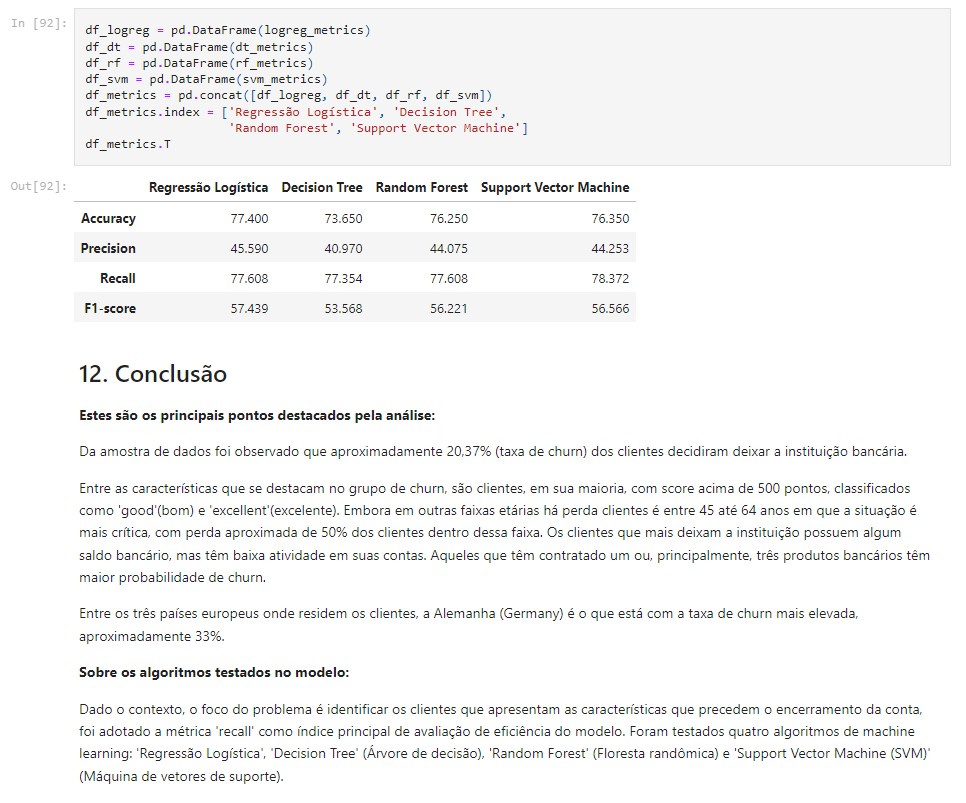 In [92]:
df_logreg = pd.DataFrame(logreg_metrics)
df_dt = pd.DataFrame(dt_metrics)
df_rf = pd.DataFrame(rf_metrics)
df_svm = pd.DataFrame(svm_metrics)
df_metrics = pd.concat([df_logreg, df_dt, df_rf, df_svm])
df_metrics.index = ['Regressão Logística', 'Decision Tree',
'Random Forest', 'Support Vector Machine']
df_metrics.T
Out[92]:
Regressão Logística Decision Tree Random Forest Support Vector Machine
Accuracy 77.400 73.650 76.250 76.350
Precision 45.590 40.970 44.075 44.253
Recall 77.608 77.354 77.608 78.372
F1-score 57.439 53.568 56.221 56.566
12. Conclusão
Estes são os principais pontos destacados pela análise:
Da amostra de dados foi observado que aproximadamente 20,37% (taxa de churn) dos clientes decidiram deixar a instituição bancária.
Entre as características que se destacam no grupo de churn, são clientes, em sua maioria, com score acima de 500 pontos, classificados
como 'good'(bom) e 'excellent'(excelente). Embora em outras faixas etárias há perda clientes é entre 45 até 64 anos em que a situação é
mais crítica, com perda aproximada de 50% dos clientes dentro dessa faixa. Os clientes que mais deixam a instituição possuem algum
saldo bancário, mas têm baixa atividade em suas contas. Aqueles que têm contratado um ou, principalmente, três produtos bancários têm
maior probabilidade de churn.
Entre os três países europeus onde residem os clientes, a Alemanha (Germany) é o que está com a taxa de churn mais elevada,
aproximadamente 33%.
Sobre os algoritmos testados no modelo:
Dado o contexto, o foco do problema é identificar os clientes que apresentam as características que precedem o encerramento da conta,
foi adotado a métrica 'recall' como índice principal de avaliação de eficiência do modelo. Foram testados quatro algoritmos de machine
learning: 'Regressão Logística', 'Decision Tree' (Árvore de decisão), 'Random Forest' (Floresta randômica) e 'Support Vector Machine (SVM)'
(Máquina de vetores de suporte).